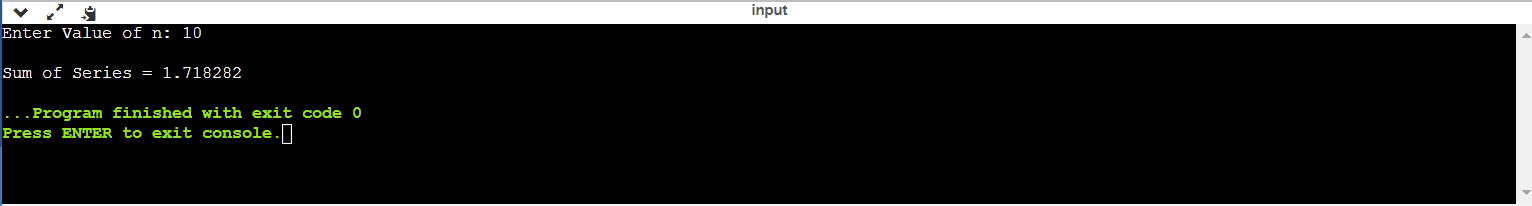 input
Enter Value of n: 10
Sum of Series = 1.718282
...Program finished with exit code 0
Press ENTER to exit console.